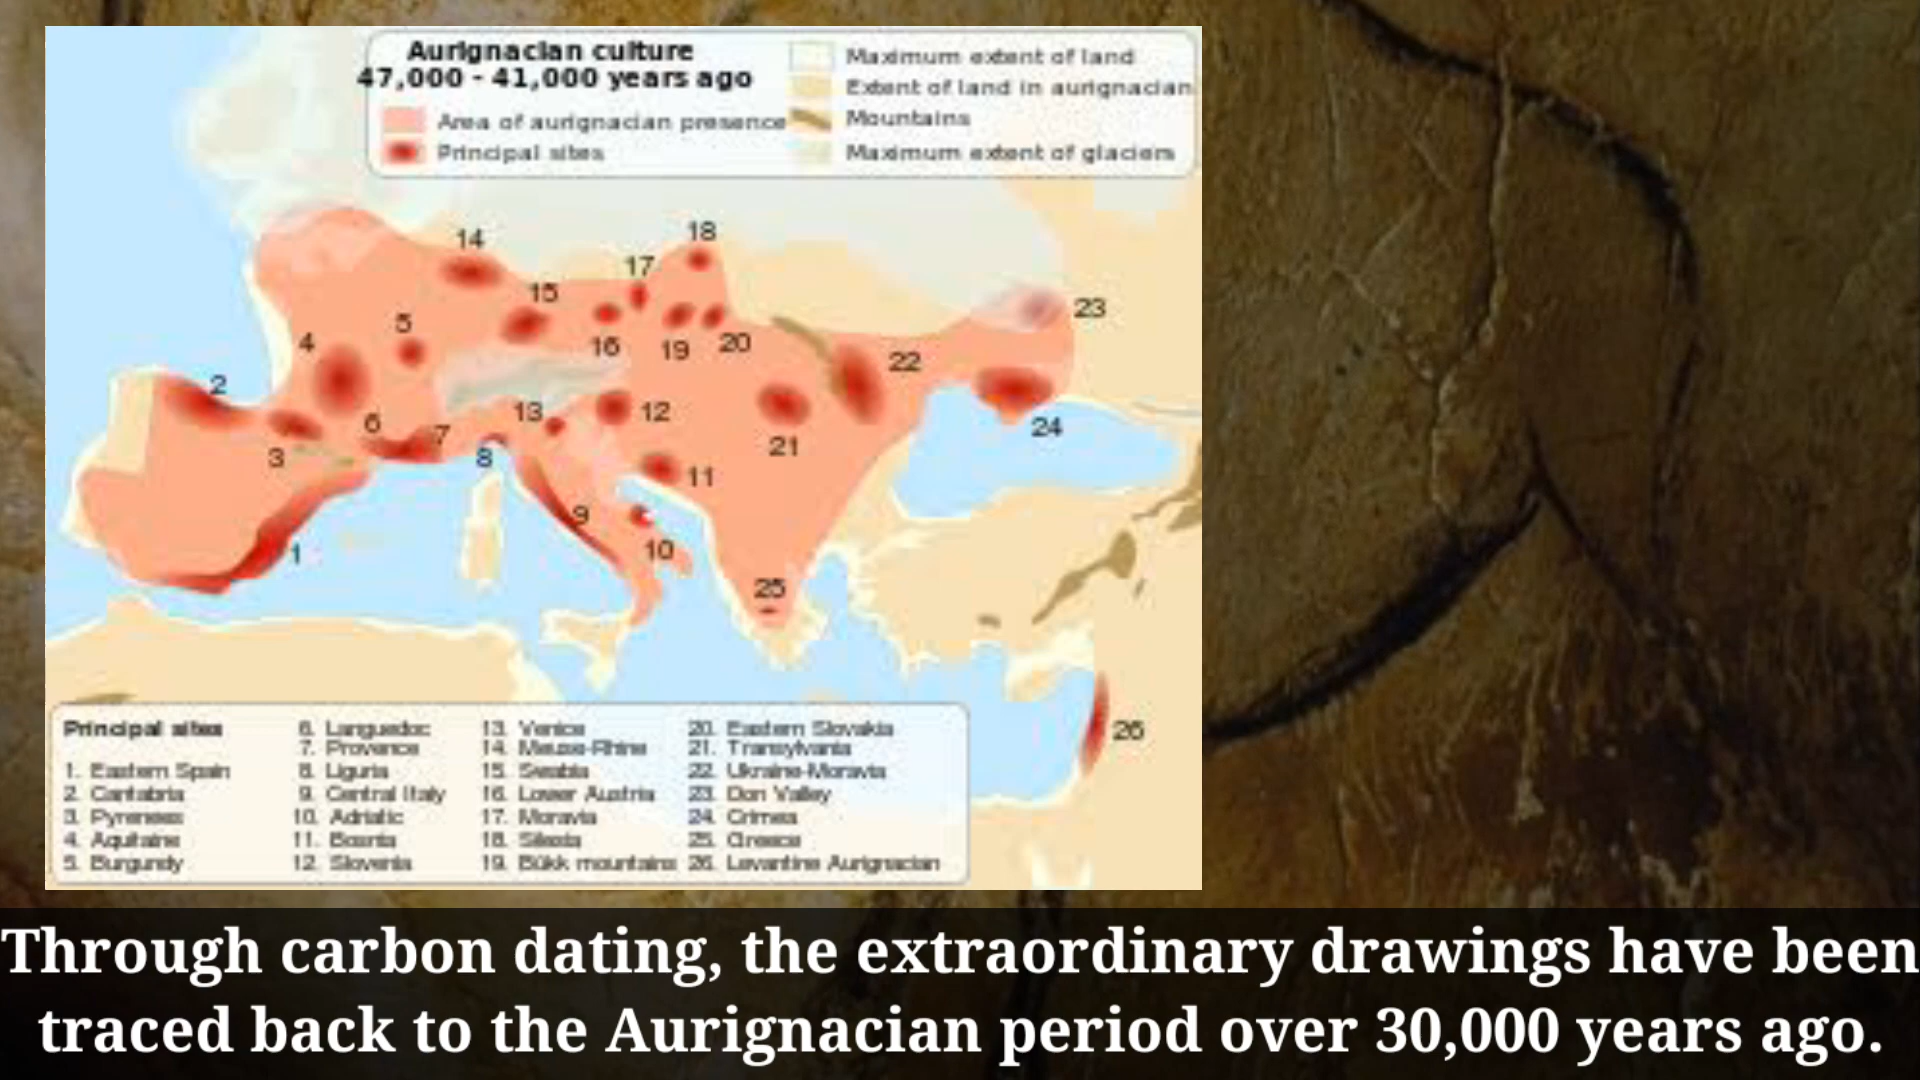 Aurignacian culture
47,000 - 41,000 years ago
Area of aurignacian presence
Principal sites
Maximum extent of land
Extent of land in aurignacian
Mountains
Maximum extent of glaciers
14
18
17
15
5
4
16
19
20
23
22
2
13
12
6
7
24
3
8
21
11
9
1
10
25
26
Principal sites
1. Eastern Spain
2. Cantabria
3. Pyrenees
4. Aquitaine
5. Burgundy
6. Languedoc
7. Provence
8. Liguria
9. Central Italy
10. Adriatic
11. Bosnia
12. Slovenia
13. Venice
14. Meuse-Rhine
15. Swabia
16. Lower Austria
17. Moravia
18. Silesia
19. Bükk mountains
20. Eastern Slovakia
21. Transylvania
22. Ukraine-Moravia
23. Don Valley
24. Crimea
25. Greece
26. Levantine Aurignacian
Through carbon dating, the extraordinary drawings have been
traced back to the Aurignacian period over 30,000 years ago.